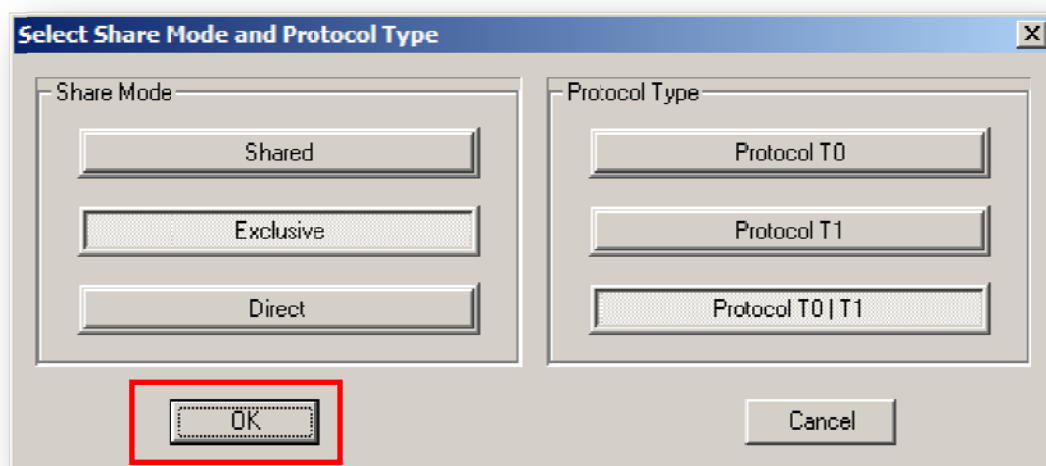 Select Share Mode and Protocol Type
Share Mode
Shared
Exclusive
Direct
Protocol Type
Protocol T0
Protocol T1
Protocol T0 | T1
OK
Cancel